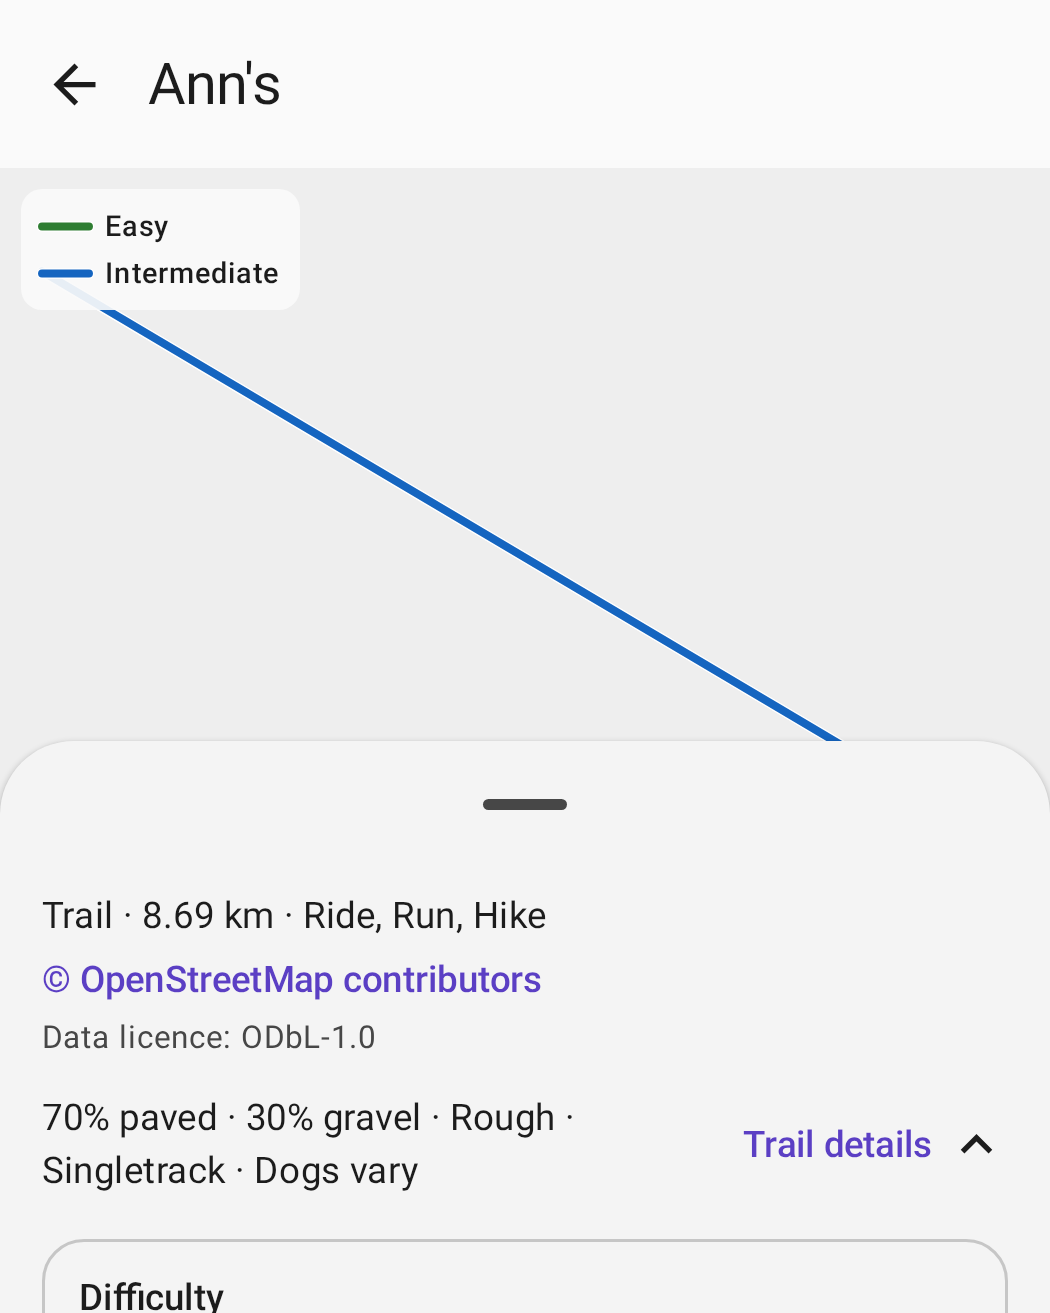 Ann's
Easy
Intermediate
Trail · 8.69 km · Ride, Run, Hike
© OpenStreetMap contributors
Data licence: ODbL-1.0
70% paved · 30% gravel · Rough ·
Singletrack · Dogs vary
Trail details
Difficulty